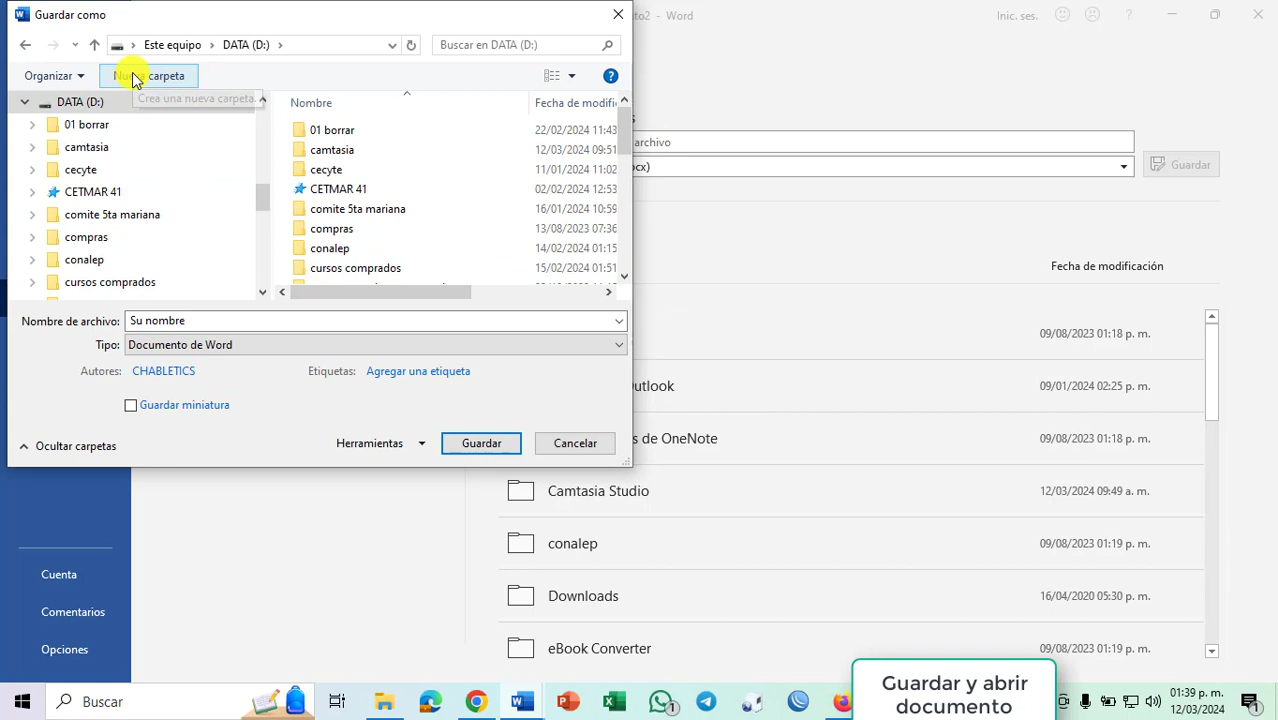 Guardar como
ato2 - Word
Inic. ses.
Este equipo
DATA (D:)
Buscar en DATA (D:)
Organizar
Nueva carpeta
Crea una nueva carpeta.
DATA (D:)
01 borrar
camtasia
cecyte
CETMAR 41
comite 5ta mariana
compras
conalep
cursos comprados
Nombre
Fecha de modifi
01 borrar
22/02/2024 11:43
camtasia
12/03/2024 09:51
cecyte
11/01/2024 11:02
CETMAR 41
02/02/2024 12:53
comite 5ta mariana
16/01/2024 10:59
compras
13/08/2023 07:36
conalep
14/02/2024 01:15
cursos comprados
15/02/2024 01:51
Nombre de archivo: Su nombre
Tipo: Documento de Word
Autores: CHABLETICS
Etiquetas: Agregar una etiqueta
Guardar miniatura
Ocultar carpetas
Herramientas
Guardar
Cancelar
s
archivo
cx)
Guardar
Fecha de modificación
09/08/2023 01:18 p. m.
utlook
09/01/2024 02:25 p. m.
s de OneNote
09/08/2023 01:18 p. m.
Camtasia Studio
12/03/2024 09:49 a. m.
conalep
09/08/2023 01:19 p. m.
Downloads
16/04/2020 05:30 p. m.
eBook Converter
09/08/2023 01:19 p. m.
Cuenta
Comentarios
Opciones
Guardar y abrir
documento
Buscar
1
01:39 p. m.
12/03/2024
1